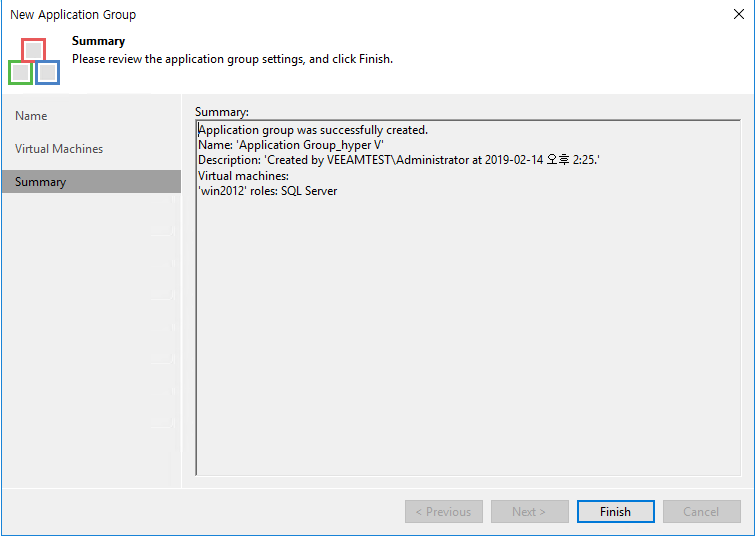 New Application Group
Summary
Please review the application group settings, and click Finish.
Name
Virtual Machines
Summary
Summary:
Application group was successfully created.
Name: 'Application Group_hyper V'
Description: 'Created by VEEAMTEST\Administrator at 2019-02-14 오후 2:25.'
Virtual machines:
'win2012' roles: SQL Server
< Previous
Next >
Finish
Cancel